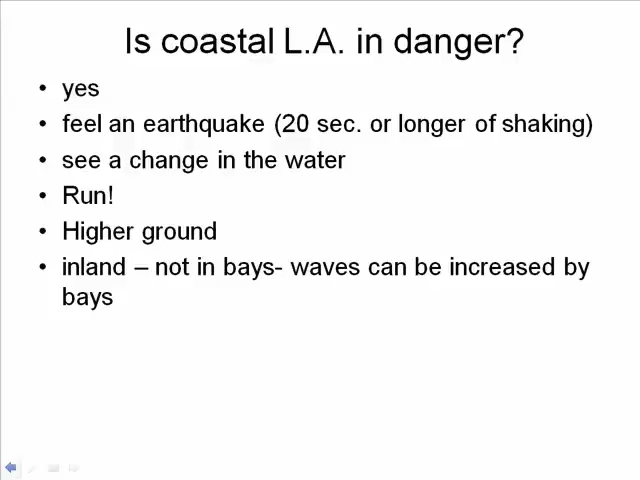 Is coastal L.A. in danger?
• yes
• feel an earthquake (20 sec. or longer of shaking)
• see a change in the water
• Run!
• Higher ground
• inland – not in bays- waves can be increased by
bays